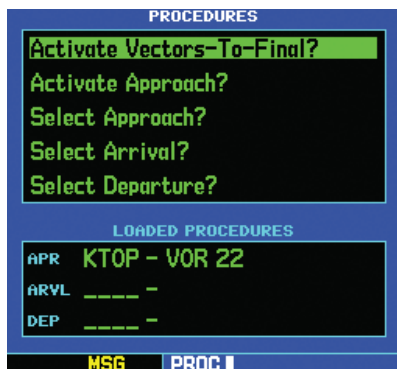 PROCEDURES
Activate Vectors-To-Final?
Activate Approach?
Select Approach?
Select Arrival?
Select Departure?
LOADED PROCEDURES
APR KTOP - VOR 22
ARVL ____ -
DEP ____ -
MSG PROC